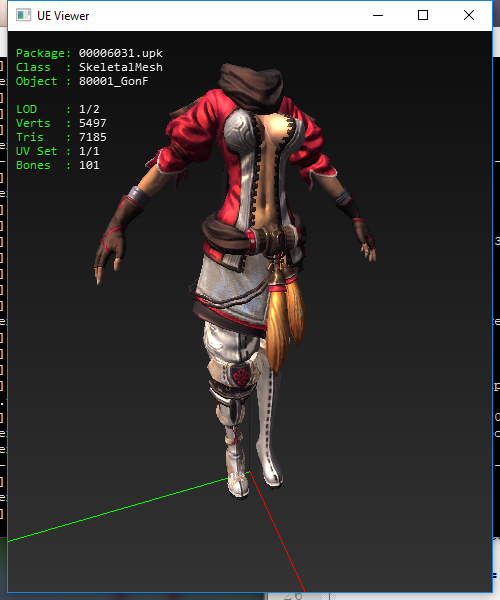 UE Viewer
Package: 00006031.upk
Class : SkeletalMesh
Object : 80001_GonF
LOD : 1/2
Verts : 5497
Tris : 7185
UV Set : 1/1
Bones : 101